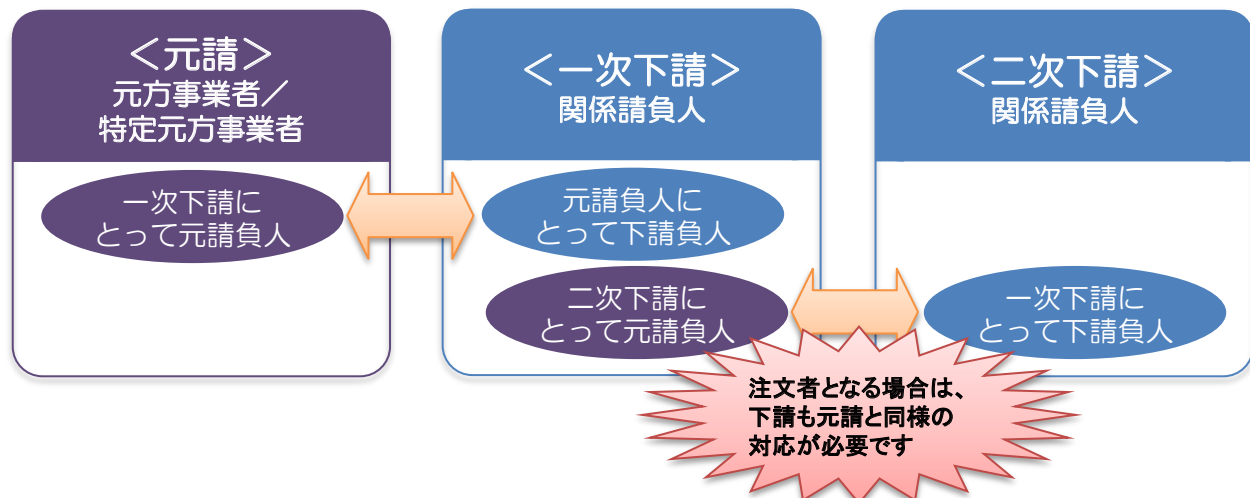 ＜元請＞
元方事業者／
特定元方事業者
一次下請に
とって元請負人
＜一次下請＞
関係請負人
元請負人に
とって下請負人
二次下請に
とって元請負人
＜二次下請＞
関係請負人
一次下請に
とって下請負人
注文者となる場合は、
下請も元請と同様の
対応が必要です